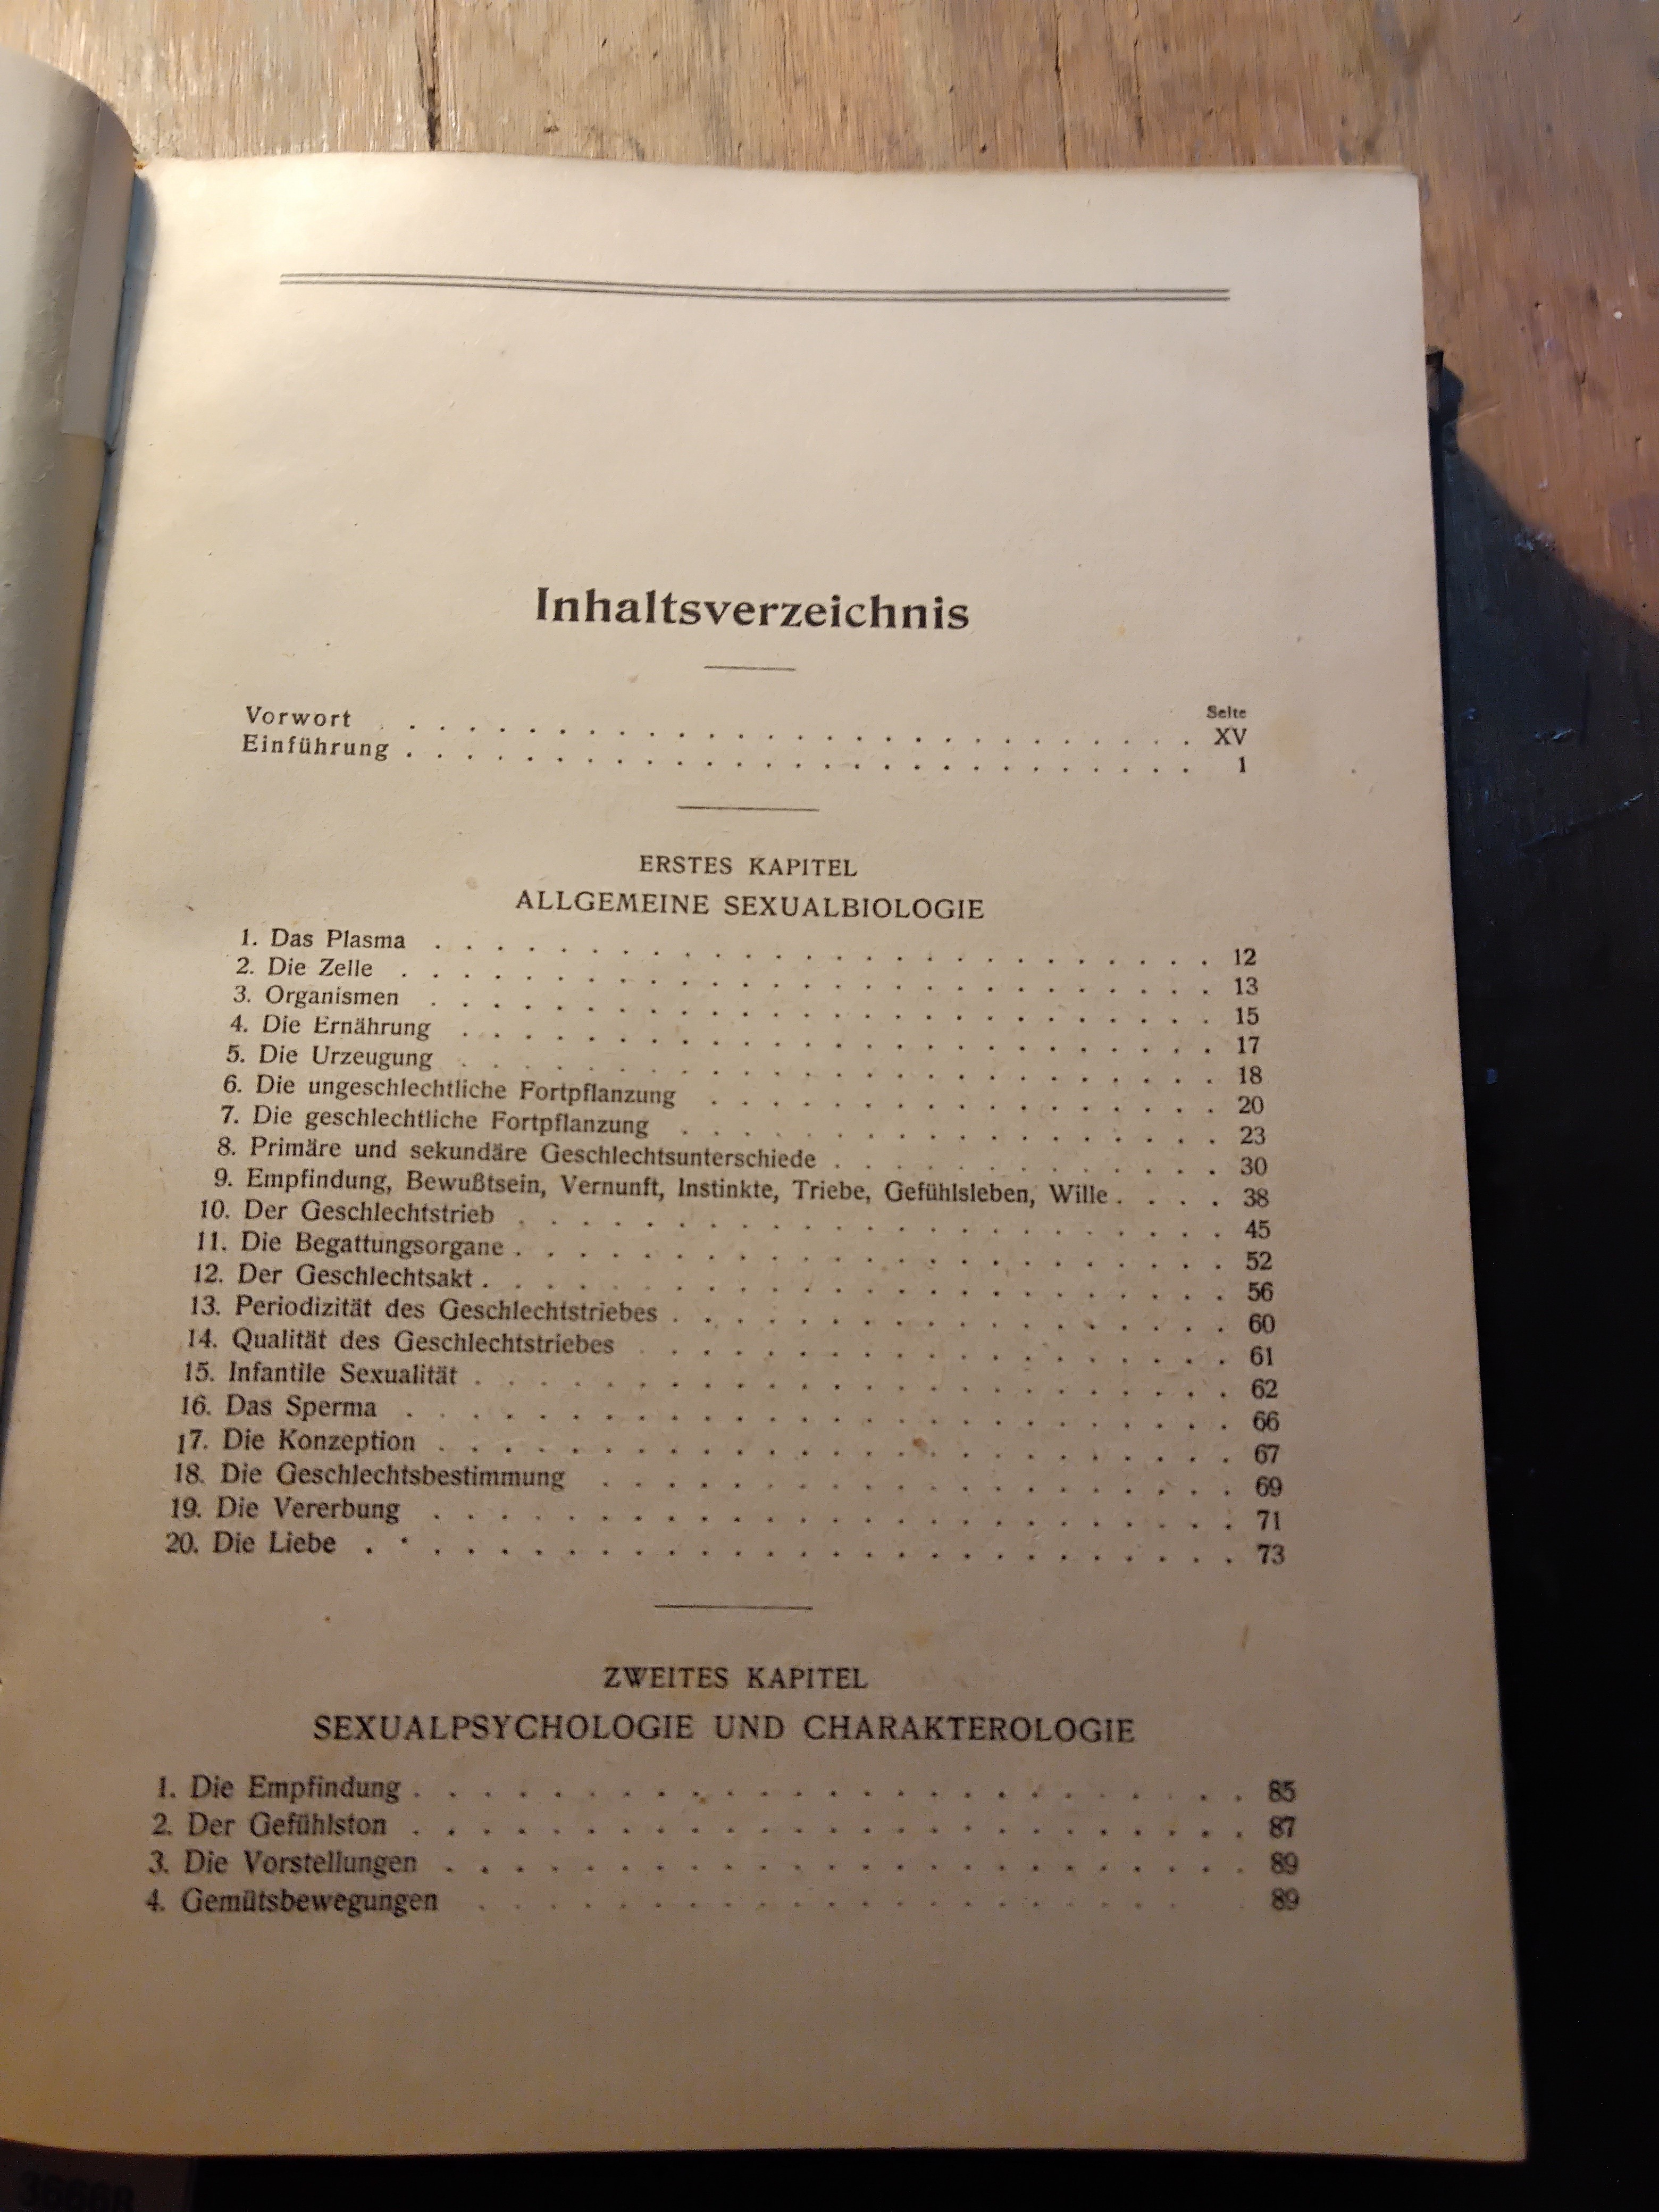 Inhaltsverzeichnis
Seite
Vorwort . . . . . . . . . . . . . . . . . . . . . . . . . . . XV
Einführung . . . . . . . . . . . . . . . . . . . . . . . . . . . 1
ERSTES KAPITEL
ALLGEMEINE SEXUALBIOLOGIE
1. Das Plasma . . . . . . . . . . . . . . . . . . . . . . . . . 12
2. Die Zelle . . . . . . . . . . . . . . . . . . . . . . . . . . 13
3. Organismen . . . . . . . . . . . . . . . . . . . . . . . . . 15
4. Die Ernährung . . . . . . . . . . . . . . . . . . . . . . . . 17
5. Die Urzeugung . . . . . . . . . . . . . . . . . . . . . . . . 18
6. Die ungeschlechtliche Fortpflanzung . . . . . . . . . . . . . . . . . 20
7. Die geschlechtliche Fortpflanzung . . . . . . . . . . . . . . . . . . 23
8. Primäre und sekundäre Geschlechtsunterschiede . . . . . . . . . . . . . 30
9. Empfindung, Bewußtsein, Vernunft, Instinkte, Triebe, Gefühlsleben, Wille . . . . 38
10. Der Geschlechtstrieb . . . . . . . . . . . . . . . . . . . . . . . 45
11. Die Begattungsorgane . . . . . . . . . . . . . . . . . . . . . . . 52
12. Der Geschlechtsakt . . . . . . . . . . . . . . . . . . . . . . . . 56
13. Periodizität des Geschlechtstriebes . . . . . . . . . . . . . . . . . . 60
14. Qualität des Geschlechtstriebes . . . . . . . . . . . . . . . . . . . 61
15. Infantile Sexualität . . . . . . . . . . . . . . . . . . . . . . . . 62
16. Das Sperma . . . . . . . . . . . . . . . . . . . . . . . . . . 66
17. Die Konzeption . . . . . . . . . . . . . . . . . . . . . . . . . 67
18. Die Geschlechtsbestimmung . . . . . . . . . . . . . . . . . . . . 69
19. Die Vererbung . . . . . . . . . . . . . . . . . . . . . . . . . 71
20. Die Liebe . . . . . . . . . . . . . . . . . . . . . . . . . . . 73
ZWEITES KAPITEL
SEXUALPSYCHOLOGIE UND CHARAKTEROLOGIE
1. Die Empfindung . . . . . . . . . . . . . . . . . . . . . . . . . 85
2. Der Gefühlston . . . . . . . . . . . . . . . . . . . . . . . . . 87
3. Die Vorstellungen . . . . . . . . . . . . . . . . . . . . . . . . 89
4. Gemütsbewegungen . . . . . . . . . . . . . . . . . . . . . . . 89